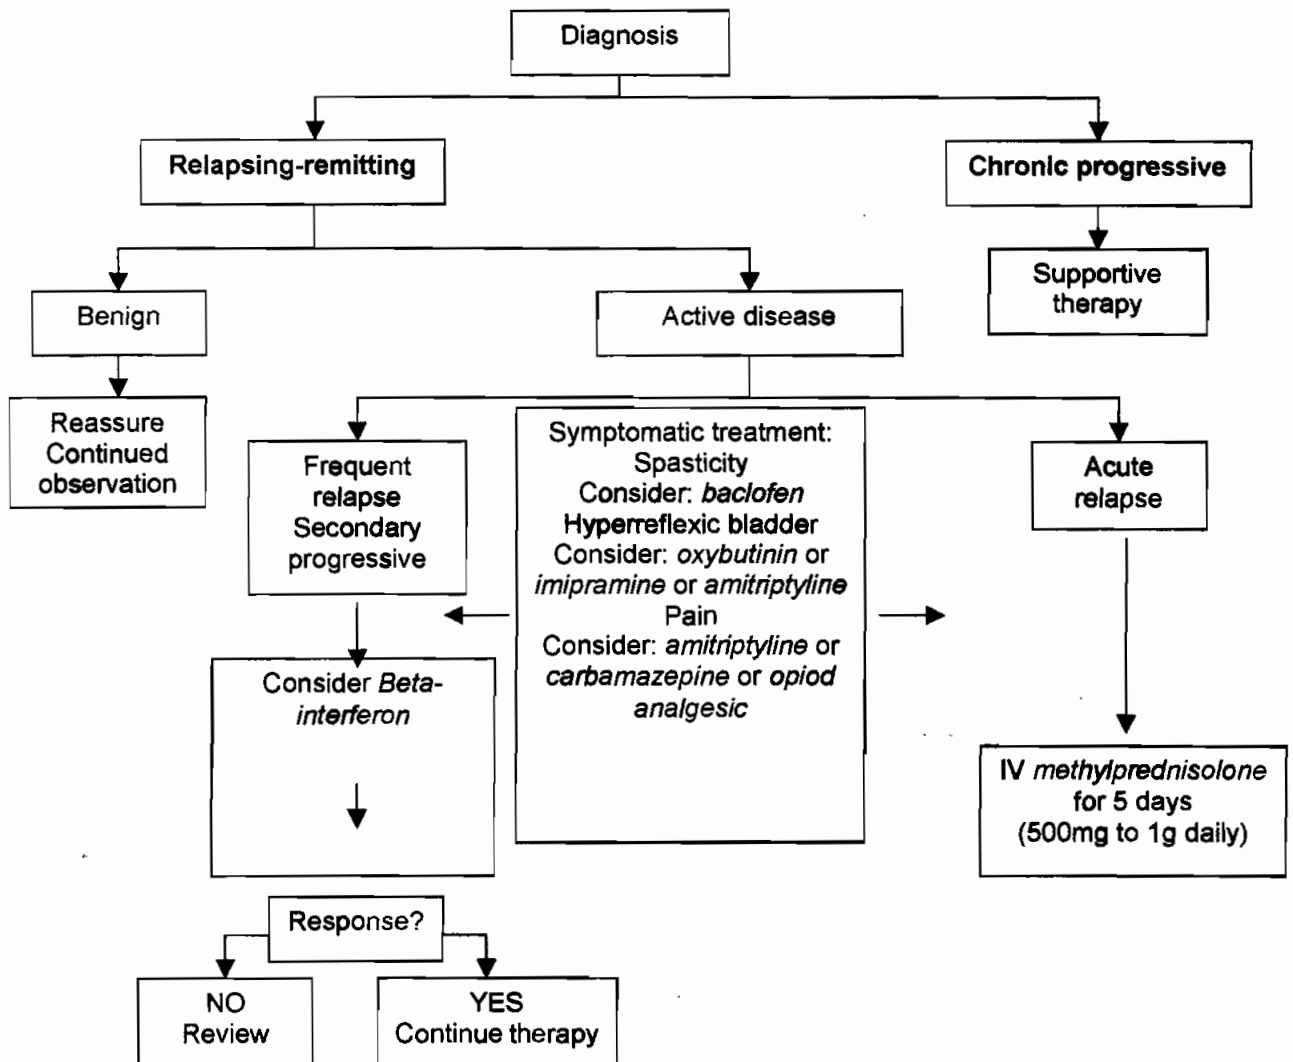 Diagnosis
Relapsing-remitting
Chronic progressive
Supportive
therapy
Benign
Active disease
Reassure
Continued
observation
Frequent
relapse
Secondary
progressive
Symptomatic treatment:
Spasticity
Consider: baclofen
Hyperreflexic bladder
Consider: oxybutinin or
imipramine or amitriptyline
Pain
Consider: amitriptyline or
carbamazepine or opiod
analgesic
Acute
relapse
Consider Beta-
interferon
IV methylprednisolone
for 5 days
(500mg to 1g daily)
Response?
NO
Review
YES
Continue therapy